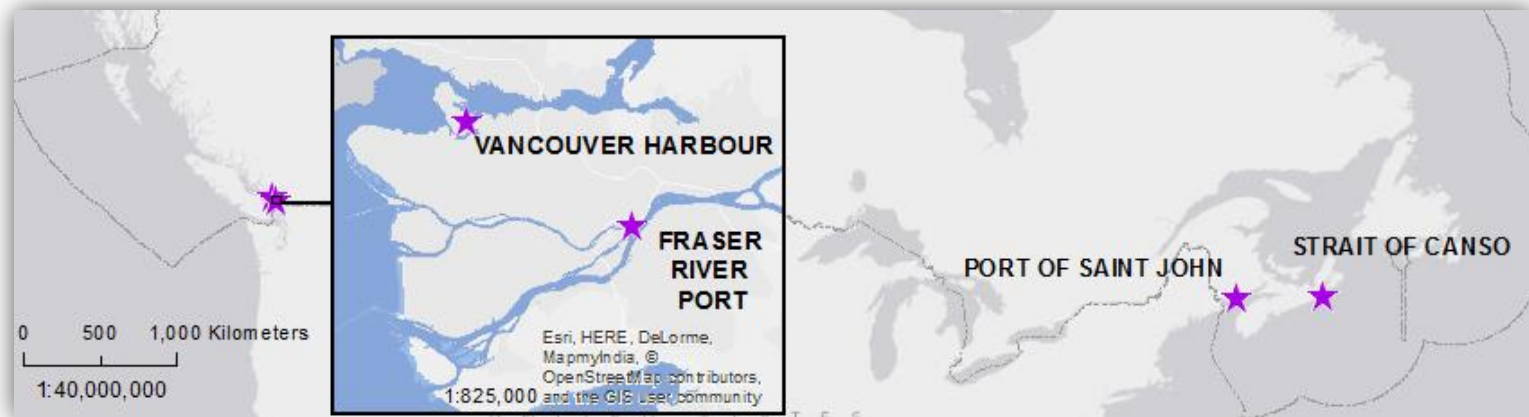 VANCOUVER HARBOUR
FRASER
RIVER
PORT
Esri, HERE, DeLorme,
MapmyIndia, ©
OpenStreetMap contributors,
1:825,000 and the GIS user community
PORT OF SAINT JOHN
STRAIT OF CANSO
0 500 1,000 Kilometers
1:40,000,000